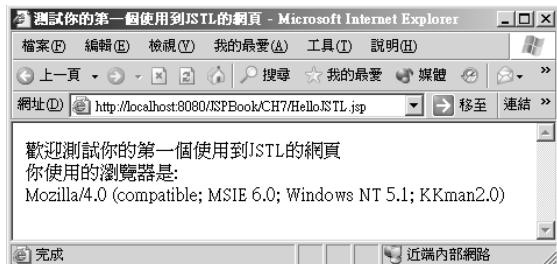 測試你的第一個使用到JSTL的網頁 - Microsoft Internet Explorer
檔案(F) 編輯(E) 檢視(V) 我的最愛(A) 工具(T) 說明(H)
上一頁 搜尋 我的最愛 媒體
網址(D) http://localhost:8080/JSPBook/CH7/HelloJSTL.jsp 移至 連結 »
歡迎測試你的第一個使用到JSTL的網頁
你使用的瀏覽器是:
Mozilla/4.0 (compatible; MSIE 6.0; Windows NT 5.1; KKman2.0)
完成 近端內部網路